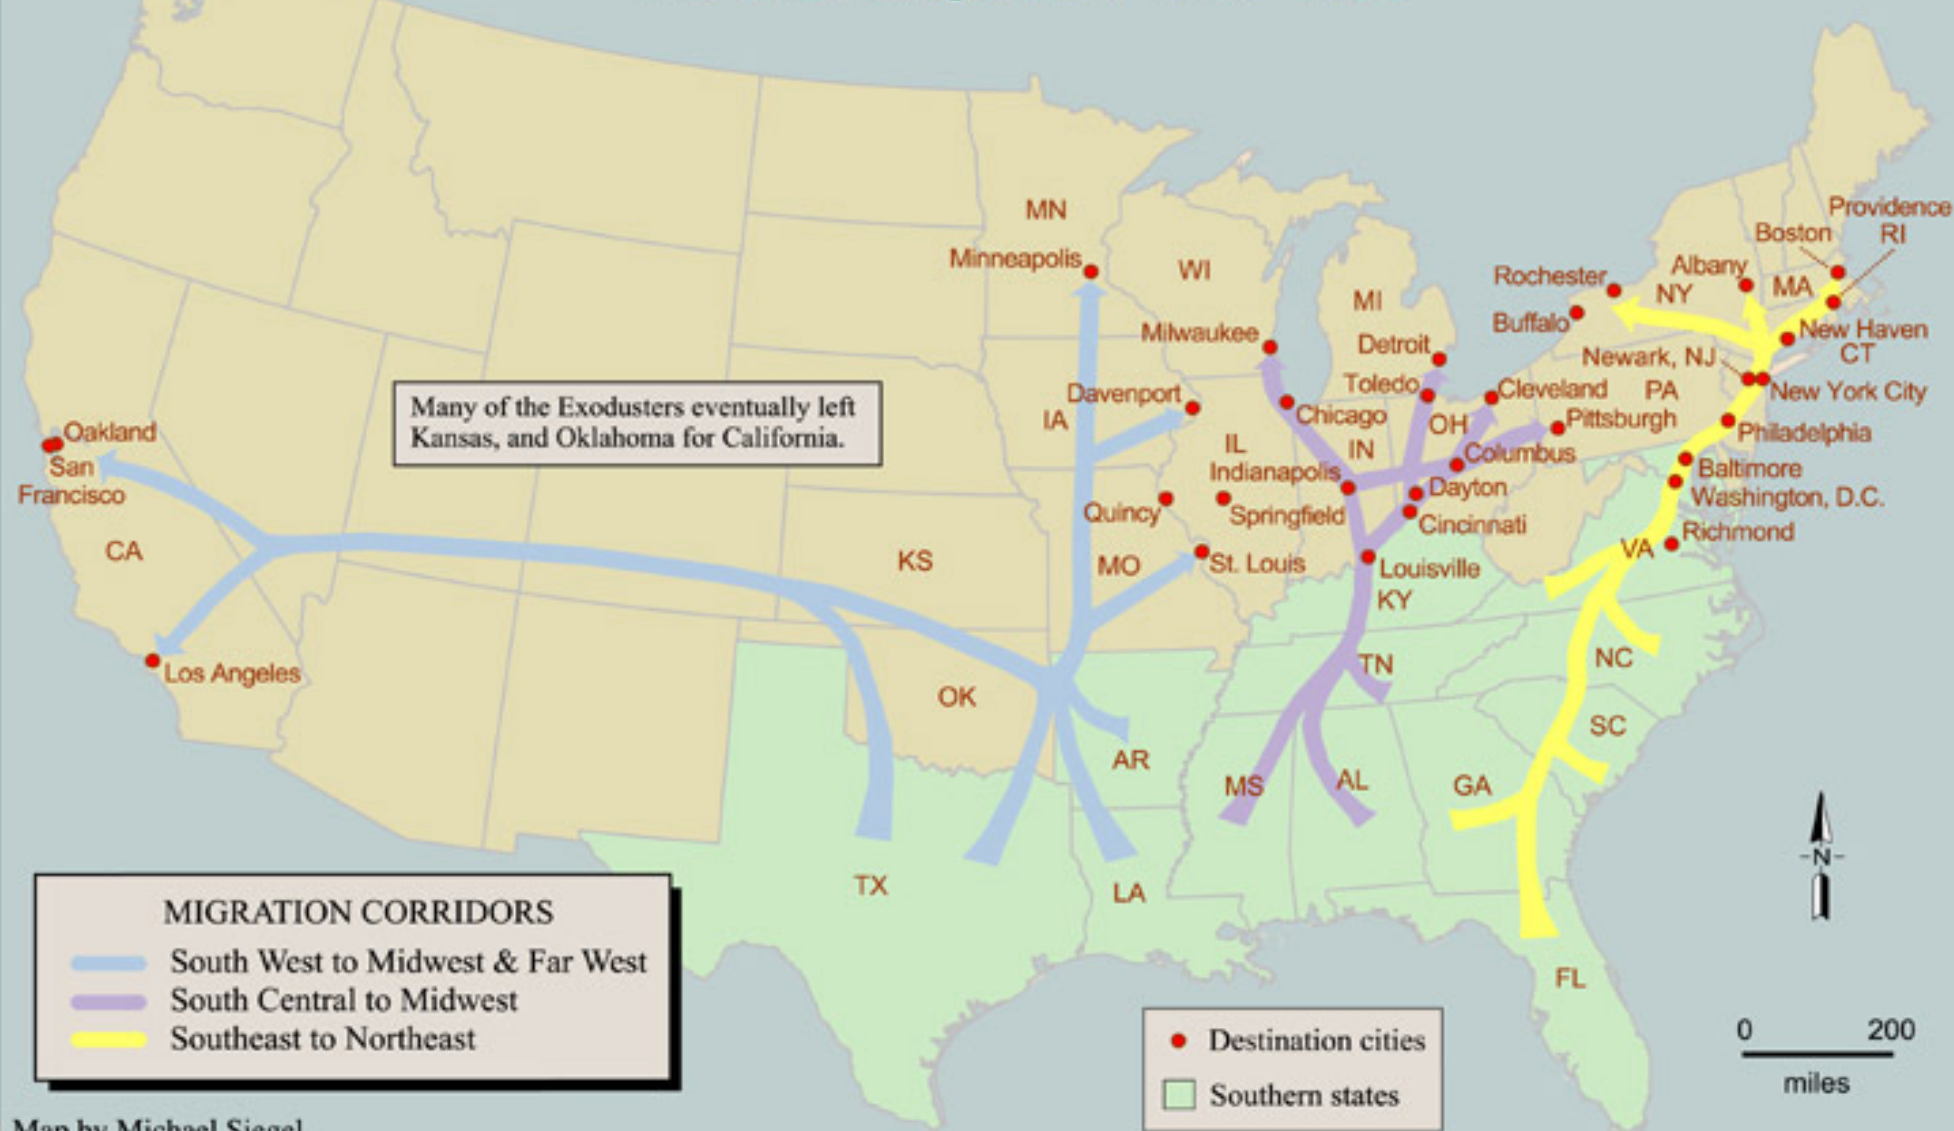 MN
Minneapolis
WI
MI
Milwaukee
Detroit
Toledo
Cleveland
Chicago
OH
Pittsburgh
PA
IN
Columbus
Indianapolis
Dayton
Cincinnati
Springfield
IL
Davenport
IA
Quincy
MO
St. Louis
Louisville
KY
Rochester
Buffalo
Albany
NY
Boston
Providence
RI
MA
New Haven
CT
Newark, NJ
New York City
Philadelphia
Baltimore
Washington, D.C.
Richmond
VA
Many of the Exodusters eventually left
Kansas, and Oklahoma for California.
Oakland
San
Francisco
CA
Los Angeles
KS
OK
TX
AR
LA
TN
MS
AL
GA
NC
SC
FL
MIGRATION CORRIDORS
South West to Midwest & Far West
South Central to Midwest
Southeast to Northeast
Destination cities
Southern states
N
0 200
miles
Map by Michael Siegel